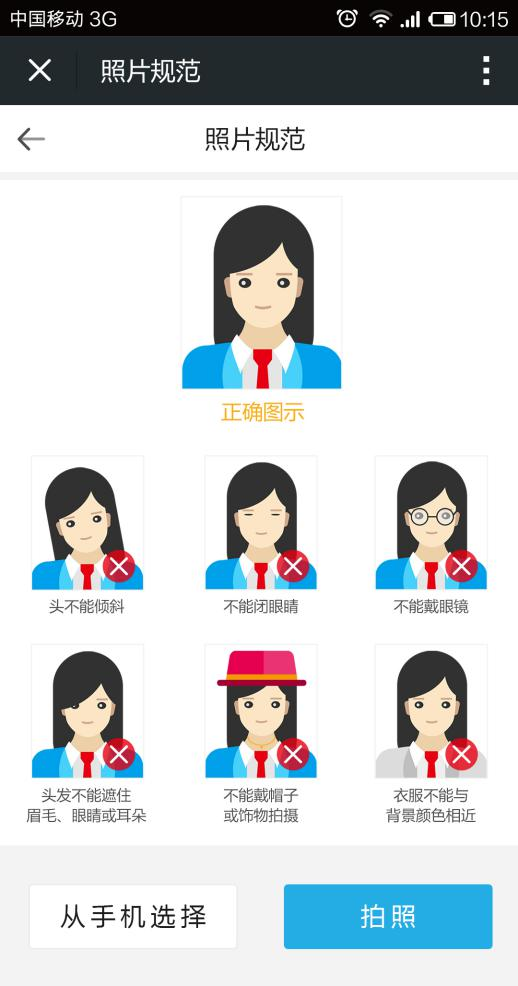 中国移动 3G 10:15
照片规范
照片规范
正确图示
头不能倾斜
不能闭眼睛
不能戴眼镜
头发不能遮住
眉毛、眼睛或耳朵
不能戴帽子
或饰物拍摄
衣服不能与
背景颜色相近
从手机选择
拍照